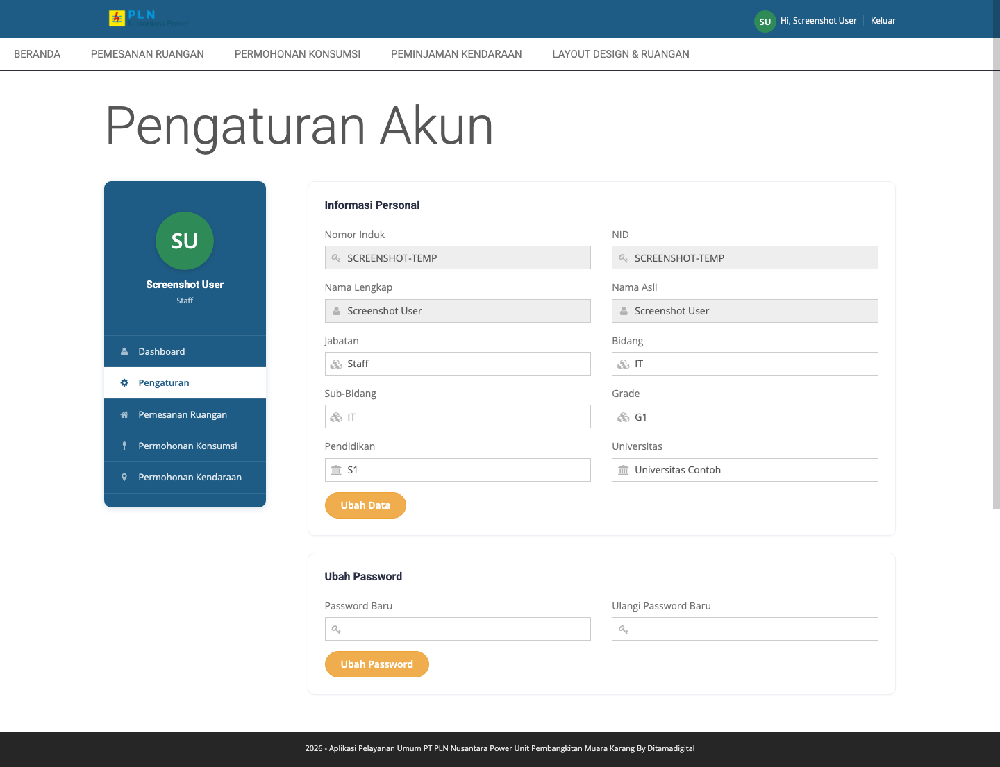 PLN
Nusantara Power
SU Hi, Screenshot User Keluar
BERANDA PEMESANAN RUANGAN PERMOHONAN KONSUMSI PEMINJAMAN KENDARAAN LAYOUT DESIGN & RUANGAN
Pengaturan Akun
SU
Screenshot User
Staff
Dashboard
Pengaturan
Pemesanan Ruangan
Permohonan Konsumsi
Permohonan Kendaraan
Informasi Personal
Nomor Induk NID
SCREENSHOT-TEMP SCREENSHOT-TEMP
Nama Lengkap Nama Asli
Screenshot User Screenshot User
Jabatan Bidang
Staff IT
Sub-Bidang Grade
IT G1
Pendidikan Universitas
S1 Universitas Contoh
Ubah Data
Ubah Password
Password Baru Ulangi Password Baru
Ubah Password
2026 - Aplikasi Pelayanan Umum PT PLN Nusantara Power Unit Pembangkitan Muara Karang By Ditamadigital